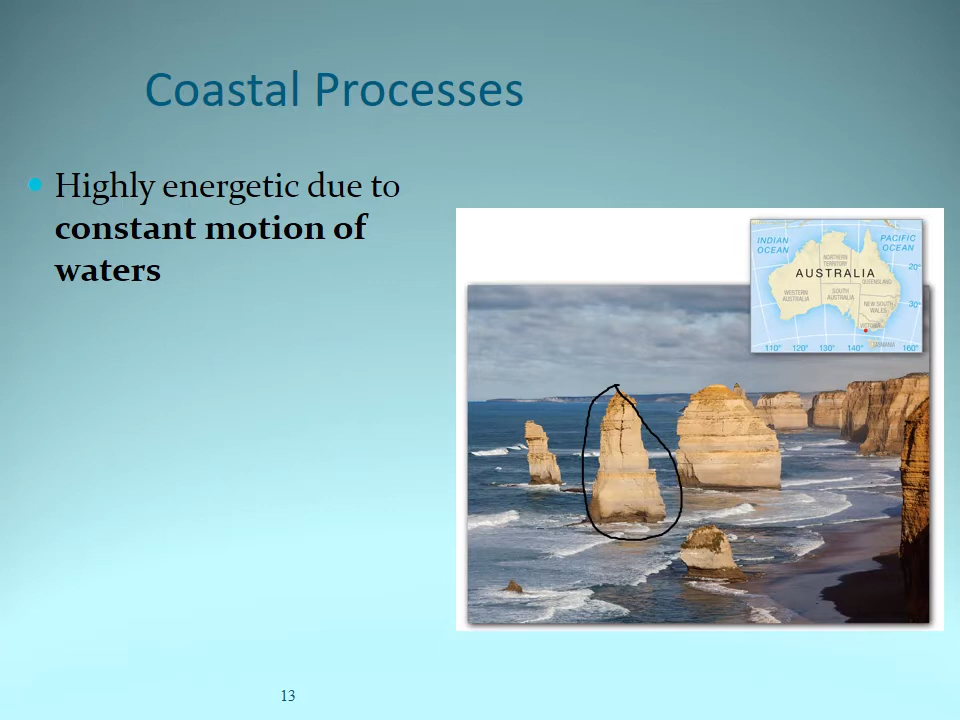 Coastal Processes
Highly energetic due to
constant motion of
waters
INDIAN
OCEAN
PACIFIC
OCEAN
NORTHERN
TERRITORY
20°
AUSTRALIA
QUEENSLAND
WESTERN
AUSTRALIA
SOUTH
AUSTRALIA
NEW SOUTH
WALES
30°
VICTORIA
TASMANIA
110° 120° 130° 140° 160°
13